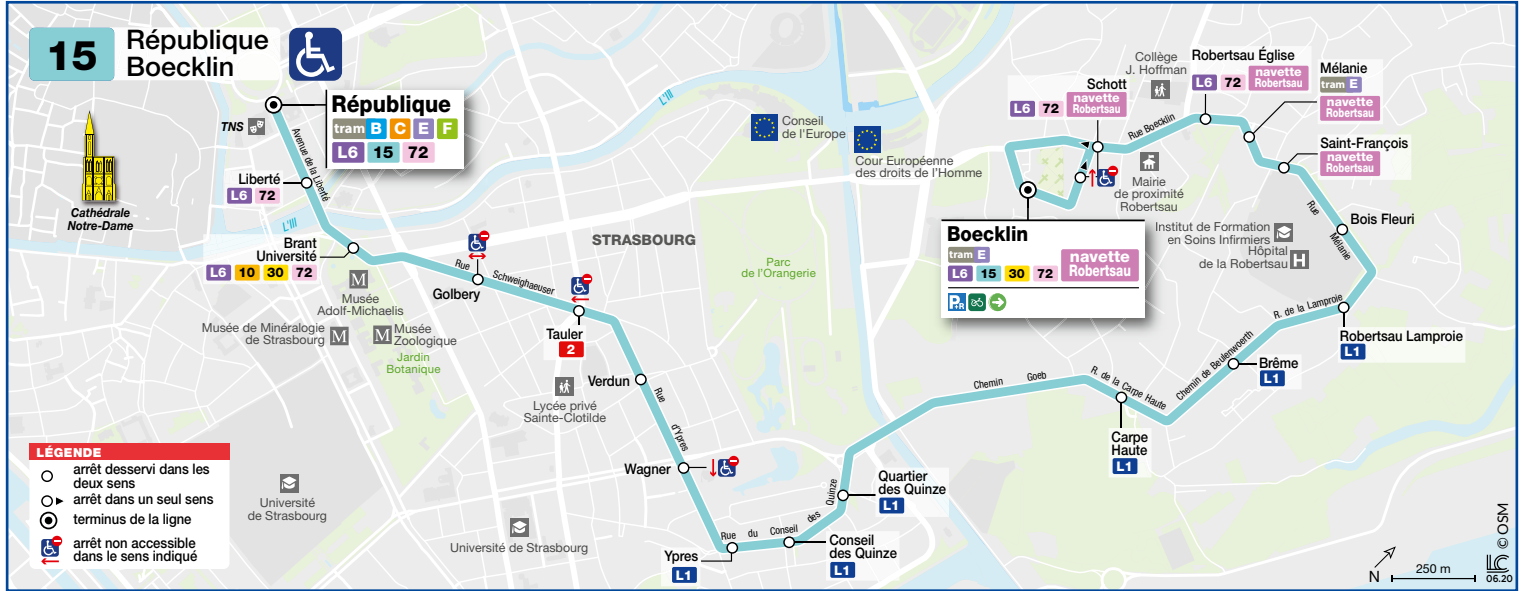 15
République
Boecklin
Cathédrale
Notre-Dame
TNS
République
tram B C E F
L6 15 72
Avenue de la Liberté
Liberté
L6 72
L'Ill
L'Ill
Brant
Université
L6 10 30 72
M
Musée
Adolf-Michaelis
Musée de Minéralogie
de Strasbourg
M
M
Musée
Zoologique
Jardin
Botanique
Golbery
Rue Schweighaeuser
Tauler
2
STRASBOURG
Lycée privé
Sainte-Clotilde
Verdun
Rue d'Ypres
Wagner
Ypres
L1
Rue du Conseil des Quinze
Conseil
des Quinze
L1
Quartier
des Quinze
L1
Université
de Strasbourg
Université de Strasbourg
Parc
de l'Orangerie
Conseil
de l'Europe
Cour Européenne
des droits de l'Homme
Chemin Goeb
R. de la Carpe Haute
Carpe
Haute
L1
Chemin de Beulenwoerth
Brême
L1
R. de la Lamproie
Robertsau Lamproie
L1
Rue Mélanie
Bois Fleuri
Institut de Formation
en Soins Infirmiers
Hôpital
de la Robertsau
H
Saint-François
navette
Robertsau
Mélanie
tram E
navette
Robertsau
Robertsau Église
L6 72 navette
Robertsau
Collège
J. Hoffman
Rue Boecklin
Schott
L6 72 navette
Robertsau
Mairie
de proximité
Robertsau
Boecklin
tram E
L6 15 30 72 navette
Robertsau
P+R
LÉGENDE
arrêt desservi dans les
deux sens
arrêt dans un seul sens
terminus de la ligne
arrêt non accessible
dans le sens indiqué
N
250 m
LC
06.20
© OSM